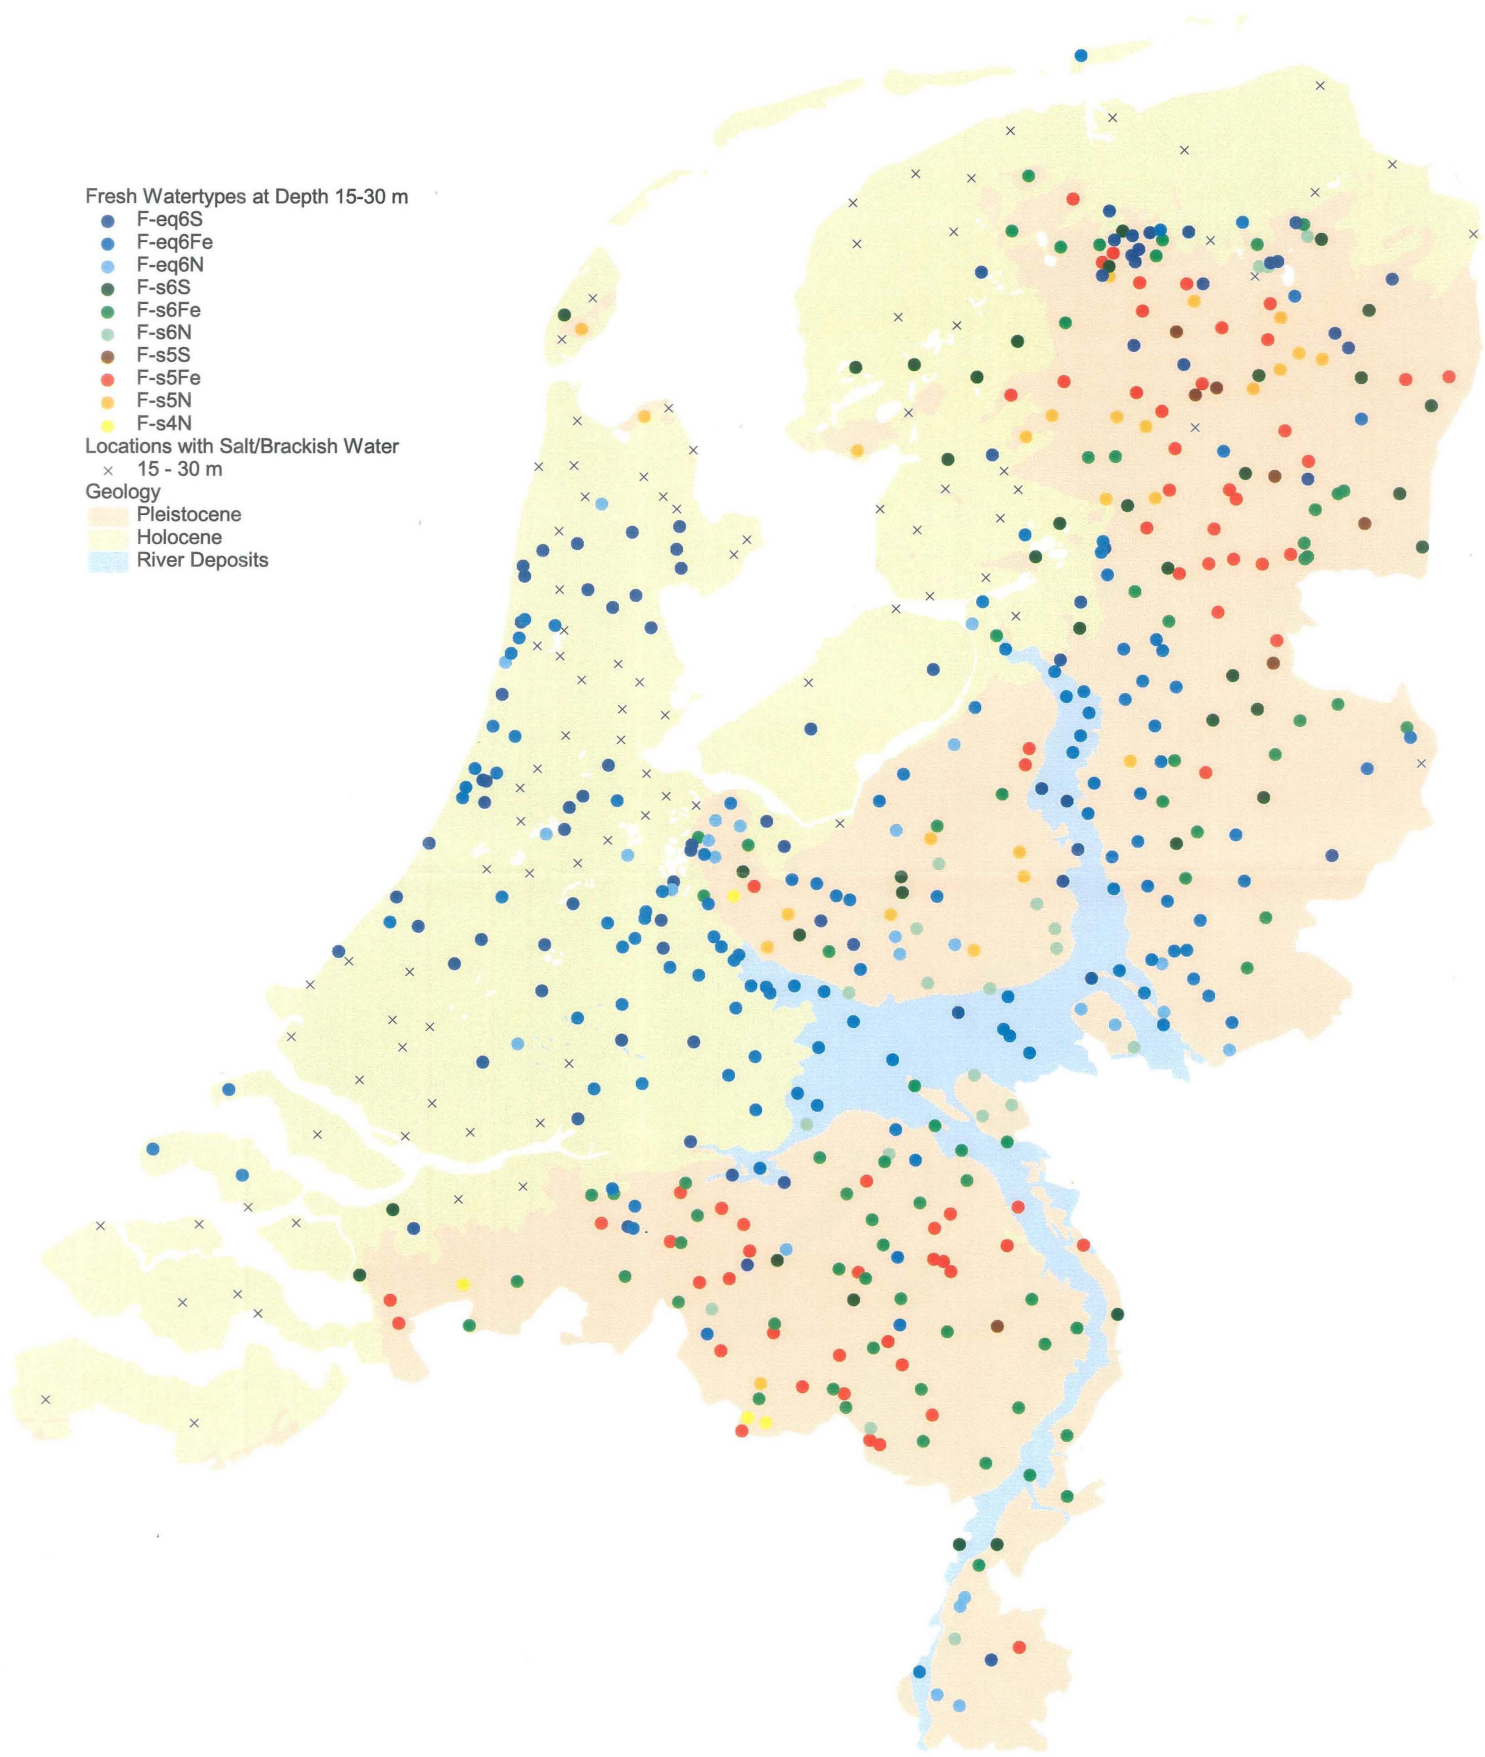 Fresh Watertypes at Depth 15-30 m
F-eq6S
F-eq6Fe
F-eq6N
F-s6S
F-s6Fe
F-s6N
F-s5S
F-s5Fe
F-s5N
F-s4N
Locations with Salt/Brackish Water
× 15 - 30 m
Geology
Pleistocene
Holocene
River Deposits